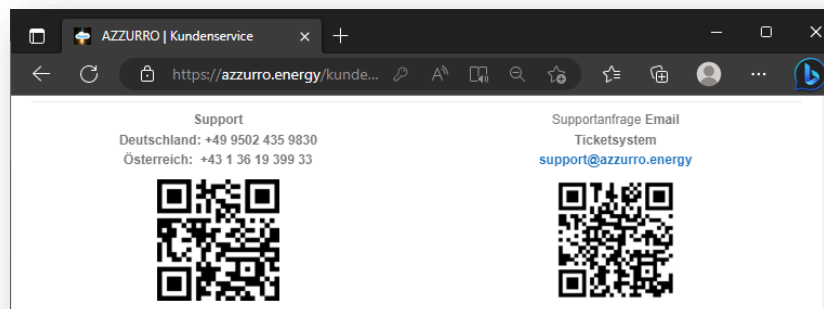 AZZURRO | Kundenservice
https://azzurro.energy/kunde...
Support
Deutschland: +49 9502 435 9830
Österreich: +43 1 36 19 399 33
Supportanfrage Email
Ticketsystem
support@azzurro.energy